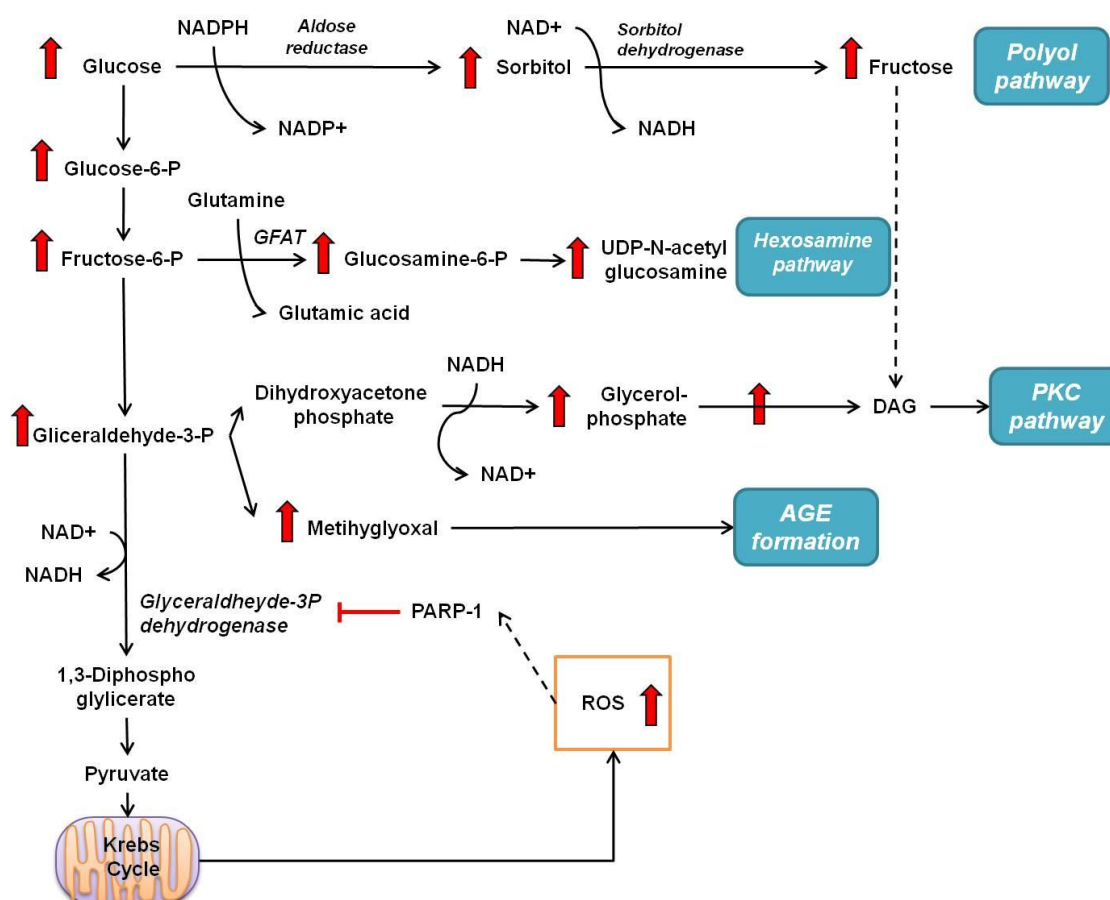 NADPH
Aldose
reductase
NAD+
Sorbitol
dehydrogenase
Polyol
pathway
Glucose
Sorbitol
Fructose
NADP+
NADH
Glucose-6-P
Glutamine
GFAT
Fructose-6-P
Glucosamine-6-P
UDP-N-acetyl
glucosamine
Hexosamine
pathway
Glutamic acid
NADH
Dihydroxyacetone
phosphate
Glycerol-
phosphate
DAG
PKC
pathway
Gliceraldehyde-3-P
NAD+
Metihyglyoxal
AGE
formation
NAD+
NADH
Glyceraldheyde-3P
dehydrogenase
PARP-1
1,3-Diphospho
glylicerate
ROS
Pyruvate
Krebs
Cycle